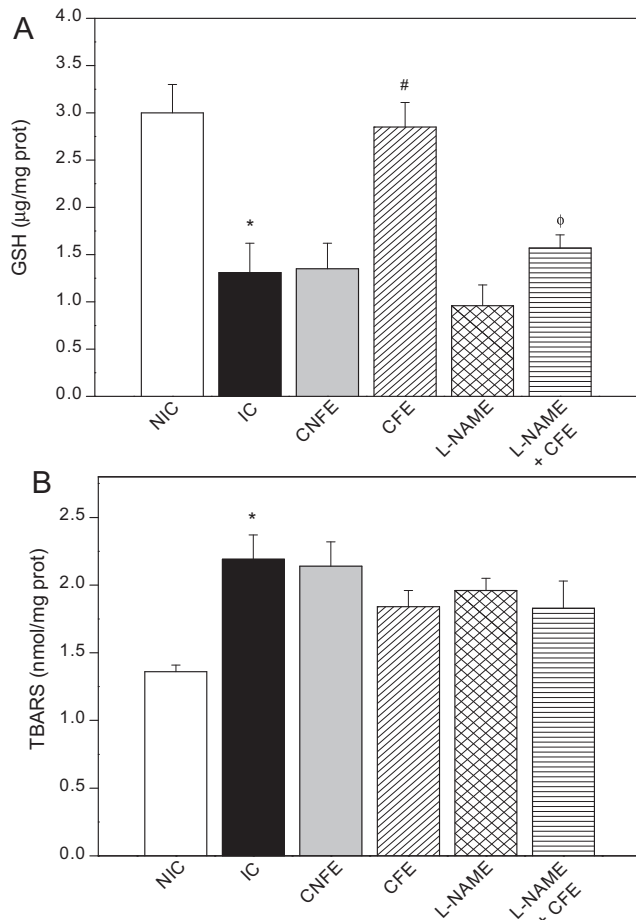 A
4.0
3.5
3.0
2.5
2.0
1.5
1.0
0.5
0.0
GSH (μg/mg prot)
*
#
ϕ
NIC
IC
CNFE
CFE
L-NAME
L-NAME
+ CFE
B
2.5
2.0
1.5
1.0
0.5
0.0
TBARS (nmol/mg prot)
*
NIC
IC
CNFE
CFE
L-NAME
L-NAME
+ CFE